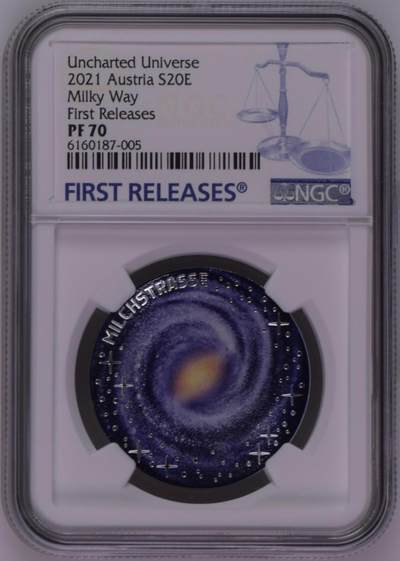 Uncharted Universe
2021 Austria S20E
Milky Way
First Releases
PF 70
6160187-005
FIRST RELEASES®
NGC®
MILCHSTRASSE